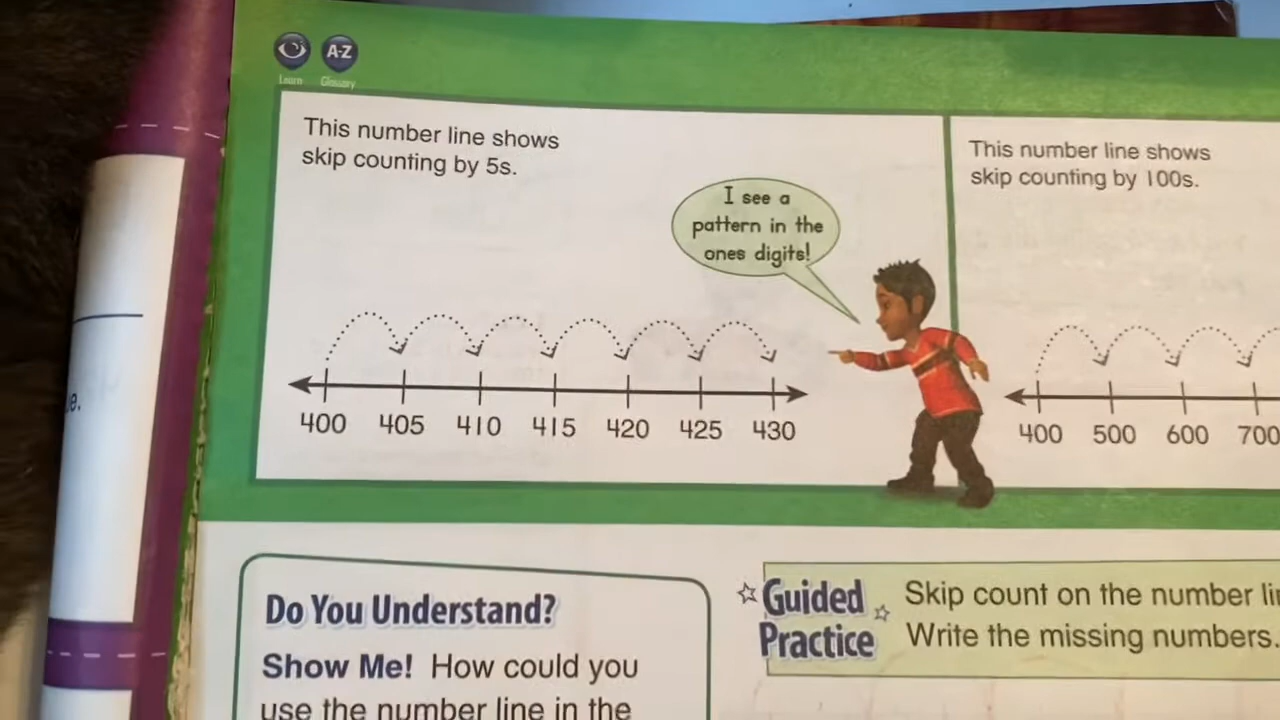 A-Z
Learn
Glossary
This number line shows
skip counting by 5s.
I see a
pattern in the
ones digits!
400 405 410 415 420 425 430
This number line shows
skip counting by 100s.
400 500 600 700
Do You Understand?
Show Me! How could you
use the number line in the
Guided
Practice
Skip count on the number
Write the missing numbers.